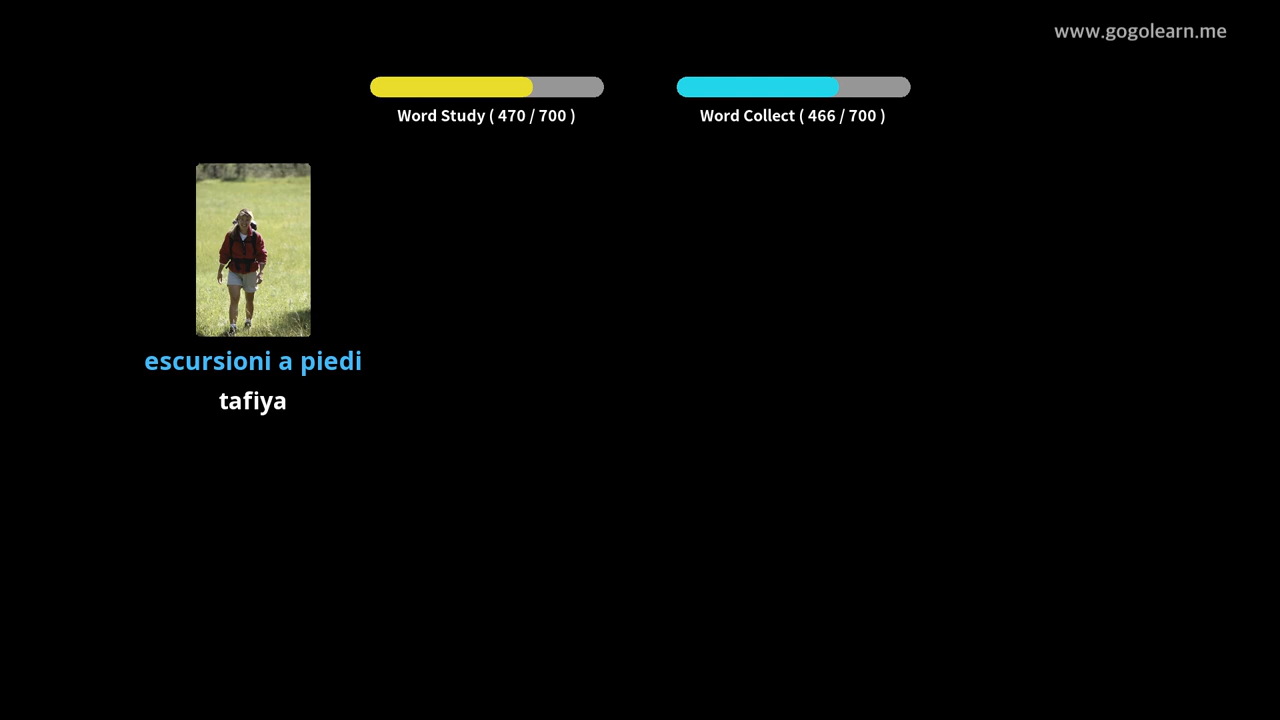 www.gogolearn.me
Word Study ( 470 / 700 )
Word Collect ( 466 / 700 )
escursioni a piedi
tafiya